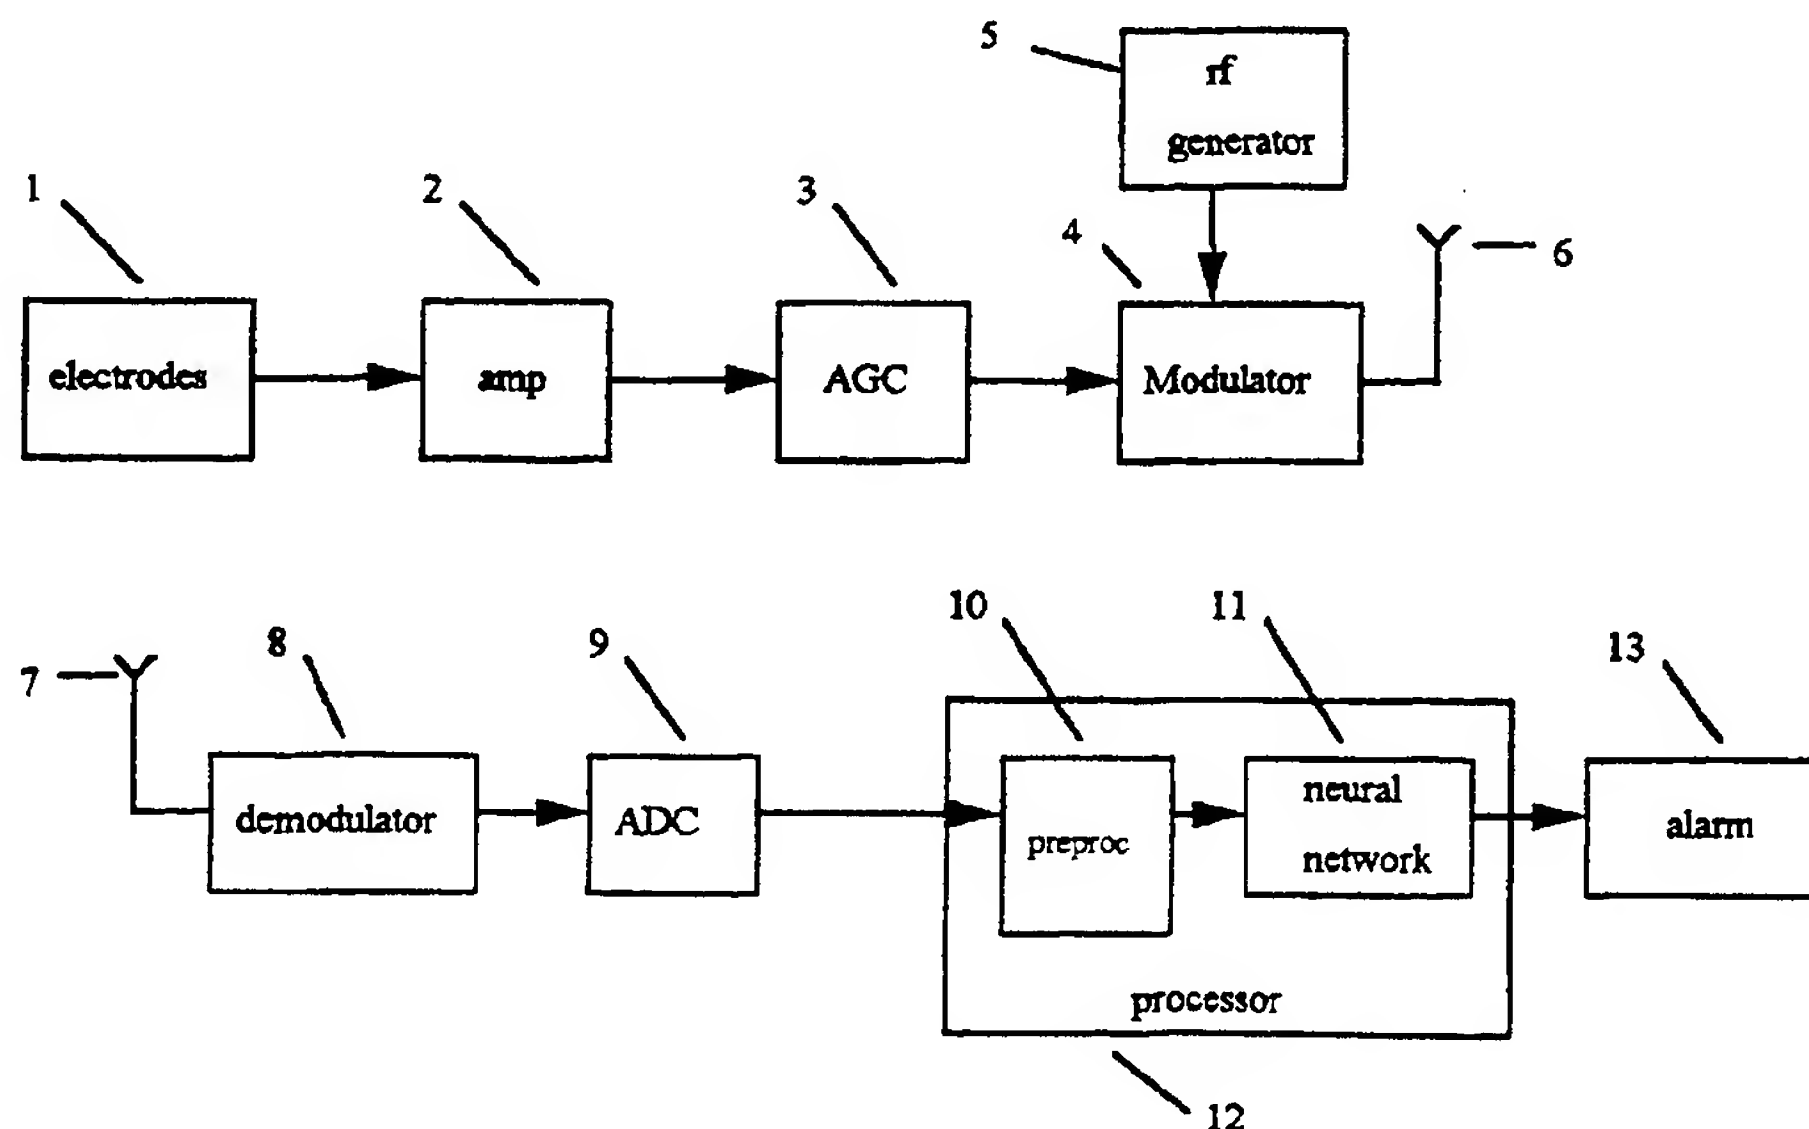 5
rf
generator
1
2
3
4
6
electrodes
amp
AGC
Modulator
10
11
7
8
9
13
demodulator
ADC
preproc
neural
network
alarm
processor
12